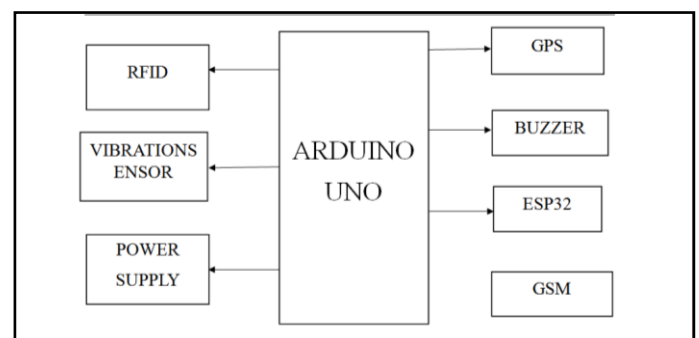 RFID
VIBRATIONS
ENSOR
POWER
SUPPLY
ARDUINO
UNO
GPS
BUZZER
ESP32
GSM